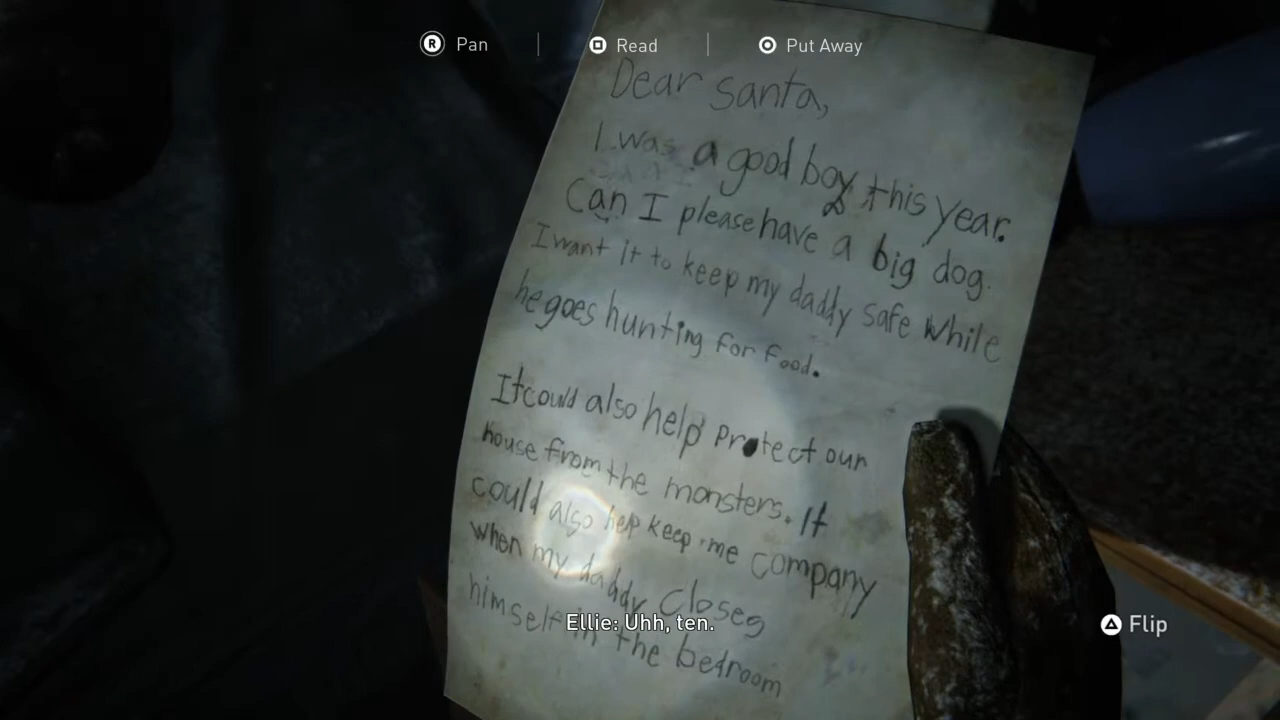 R Pan | Read | Put Away
Dear Santa,
I was a good boy this year.
Can I please have a big dog.
I want it to keep my daddy safe while
he goes hunting for food.
It could also help protect our
house from the monsters. It
could also help keep me company
when my daddy closes
himself in the bedroom
Ellie: Uhh, ten.
Flip